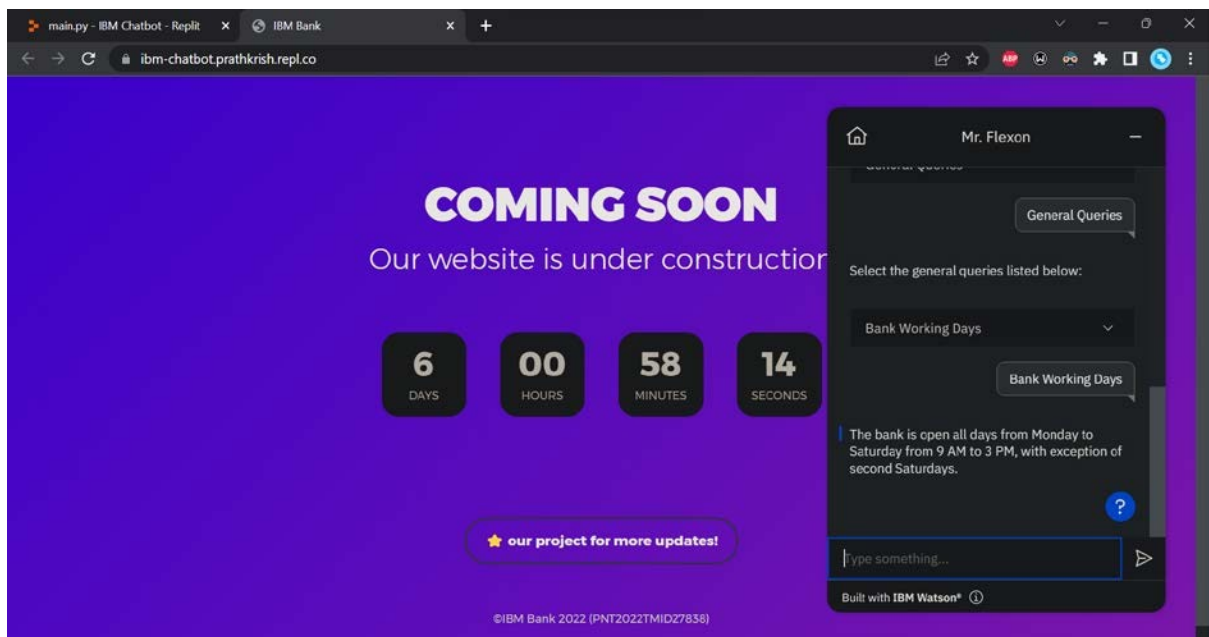 main.py - IBM Chatbot - Replit
IBM Bank
ibm-chatbot.prathkrish.repl.co
ABP
COMING SOON
Our website is under construction
6
DAYS
00
HOURS
58
MINUTES
14
SECONDS
our project for more updates!
©IBM Bank 2022 (PNT2022TMID27838)
Mr. Flexon
General Queries
General Queries
Select the general queries listed below:
Bank Working Days
Bank Working Days
The bank is open all days from Monday to
Saturday from 9 AM to 3 PM, with exception of
second Saturdays.
?
Type something...
Built with IBM Watson®